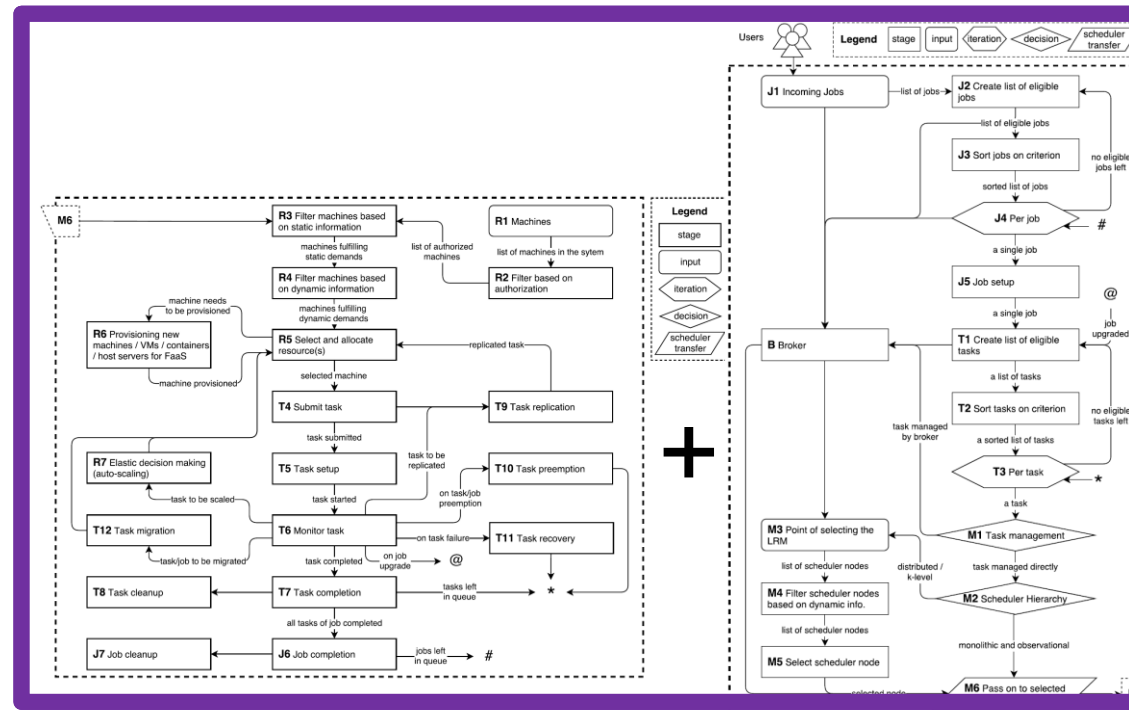 Users
Legend
stage
input
iteration
decision
scheduler
transfer
J1 Incoming Jobs
list of jobs
J2 Create list of eligible
jobs
list of eligible jobs
J3 Sort jobs on criterion
no eligible
jobs left
sorted list of jobs
J4 Per job
#
a single job
J5 Job setup
@
a single job
job
upgraded
B Broker
T1 Create list of eligible
tasks
a list of tasks
T2 Sort tasks on criterion
no eligible
tasks left
task managed
by broker
a sorted list of tasks
T3 Per task
*
a task
M3 Point of selecting the
LRM
M1 Task management
list of scheduler nodes
distributed /
k-level
task managed directly
M4 Filter scheduler nodes
based on dynamic info.
M2 Scheduler Hierarchy
list of scheduler nodes
monolithic and observational
M5 Select scheduler node
selected node
M6 Pass on to selected
M6
R3 Filter machines based
on static information
R1 Machines
machines fulfilling
static demands
list of authorized
machines
list of machines in the sytem
R4 Filter machines based
on dynamic information
R2 Filter based on
authorization
machine needs
to be provisioned
machines fulfilling
dynamic demands
R6 Provisioning new
machines / VMs / containers
/ host servers for FaaS
R5 Select and allocate
resource(s)
replicated task
machine provisioned
selected machine
T4 Submit task
T9 Task replication
task submitted
task to be
replicated
R7 Elastic decision making
(auto-scaling)
T5 Task setup
T10 Task preemption
task to be scaled
task started
on task/job
preemption
T12 Task migration
T6 Monitor task
on task failure
T11 Task recovery
task/job to be migrated
task completed
on job
upgrade
@
T8 Task cleanup
T7 Task completion
tasks left
in queue
*
all tasks of job completed
J7 Job cleanup
J6 Job completion
jobs left
in queue
#
Legend
stage
input
iteration
decision
scheduler
transfer
+